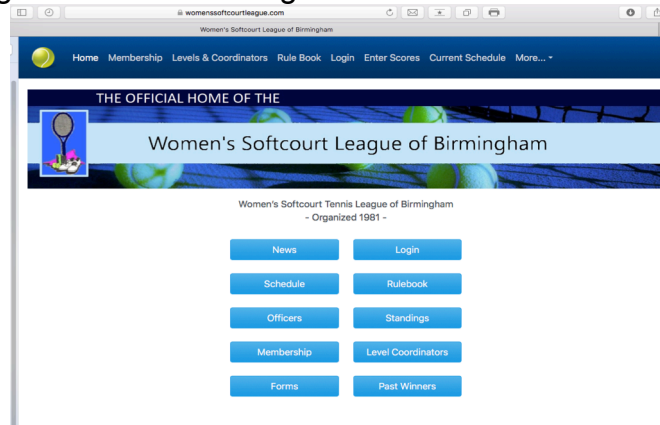 womenssoftcourtleague.com
Women's Softcourt League of Birmingham
Home Membership Levels & Coordinators Rule Book Login Enter Scores Current Schedule More...
THE OFFICIAL HOME OF THE
Women's Softcourt League of Birmingham
Women's Softcourt Tennis League of Birmingham
- Organized 1981 -
News Login
Schedule Rulebook
Officers Standings
Membership Level Coordinators
Forms Past Winners